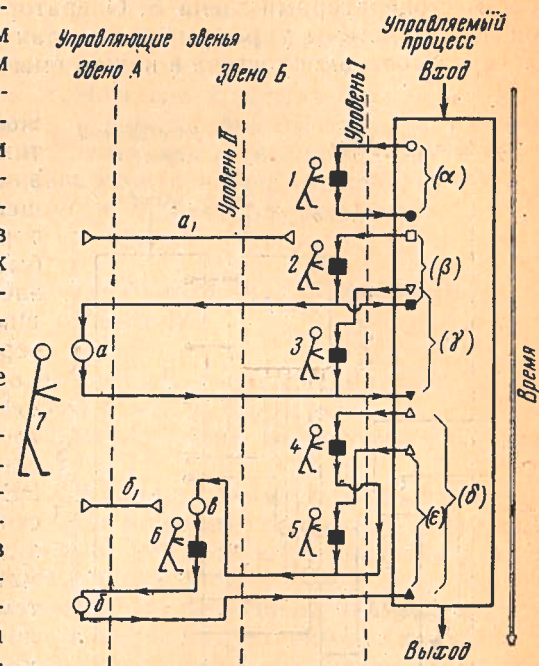 Управляющие звенья
Управляемый
процесс
Звено А
Звено Б
Вход
Уровень I
Уровень II
1
(α)
а₁
2
(β)
а
3
(γ)
7
Время
4
б₁
в
(δ)
6
5
(ε)
б
Выход